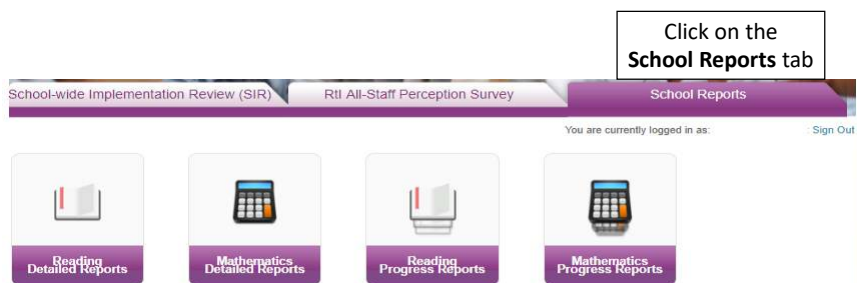 Click on the
School Reports tab
School-wide Implementation Review (SIR)
RtI All-Staff Perception Survey
School Reports
You are currently logged in as:
: Sign Out
Reading
Detailed Reports
Mathematics
Detailed Reports
Reading
Progress Reports
Mathematics
Progress Reports